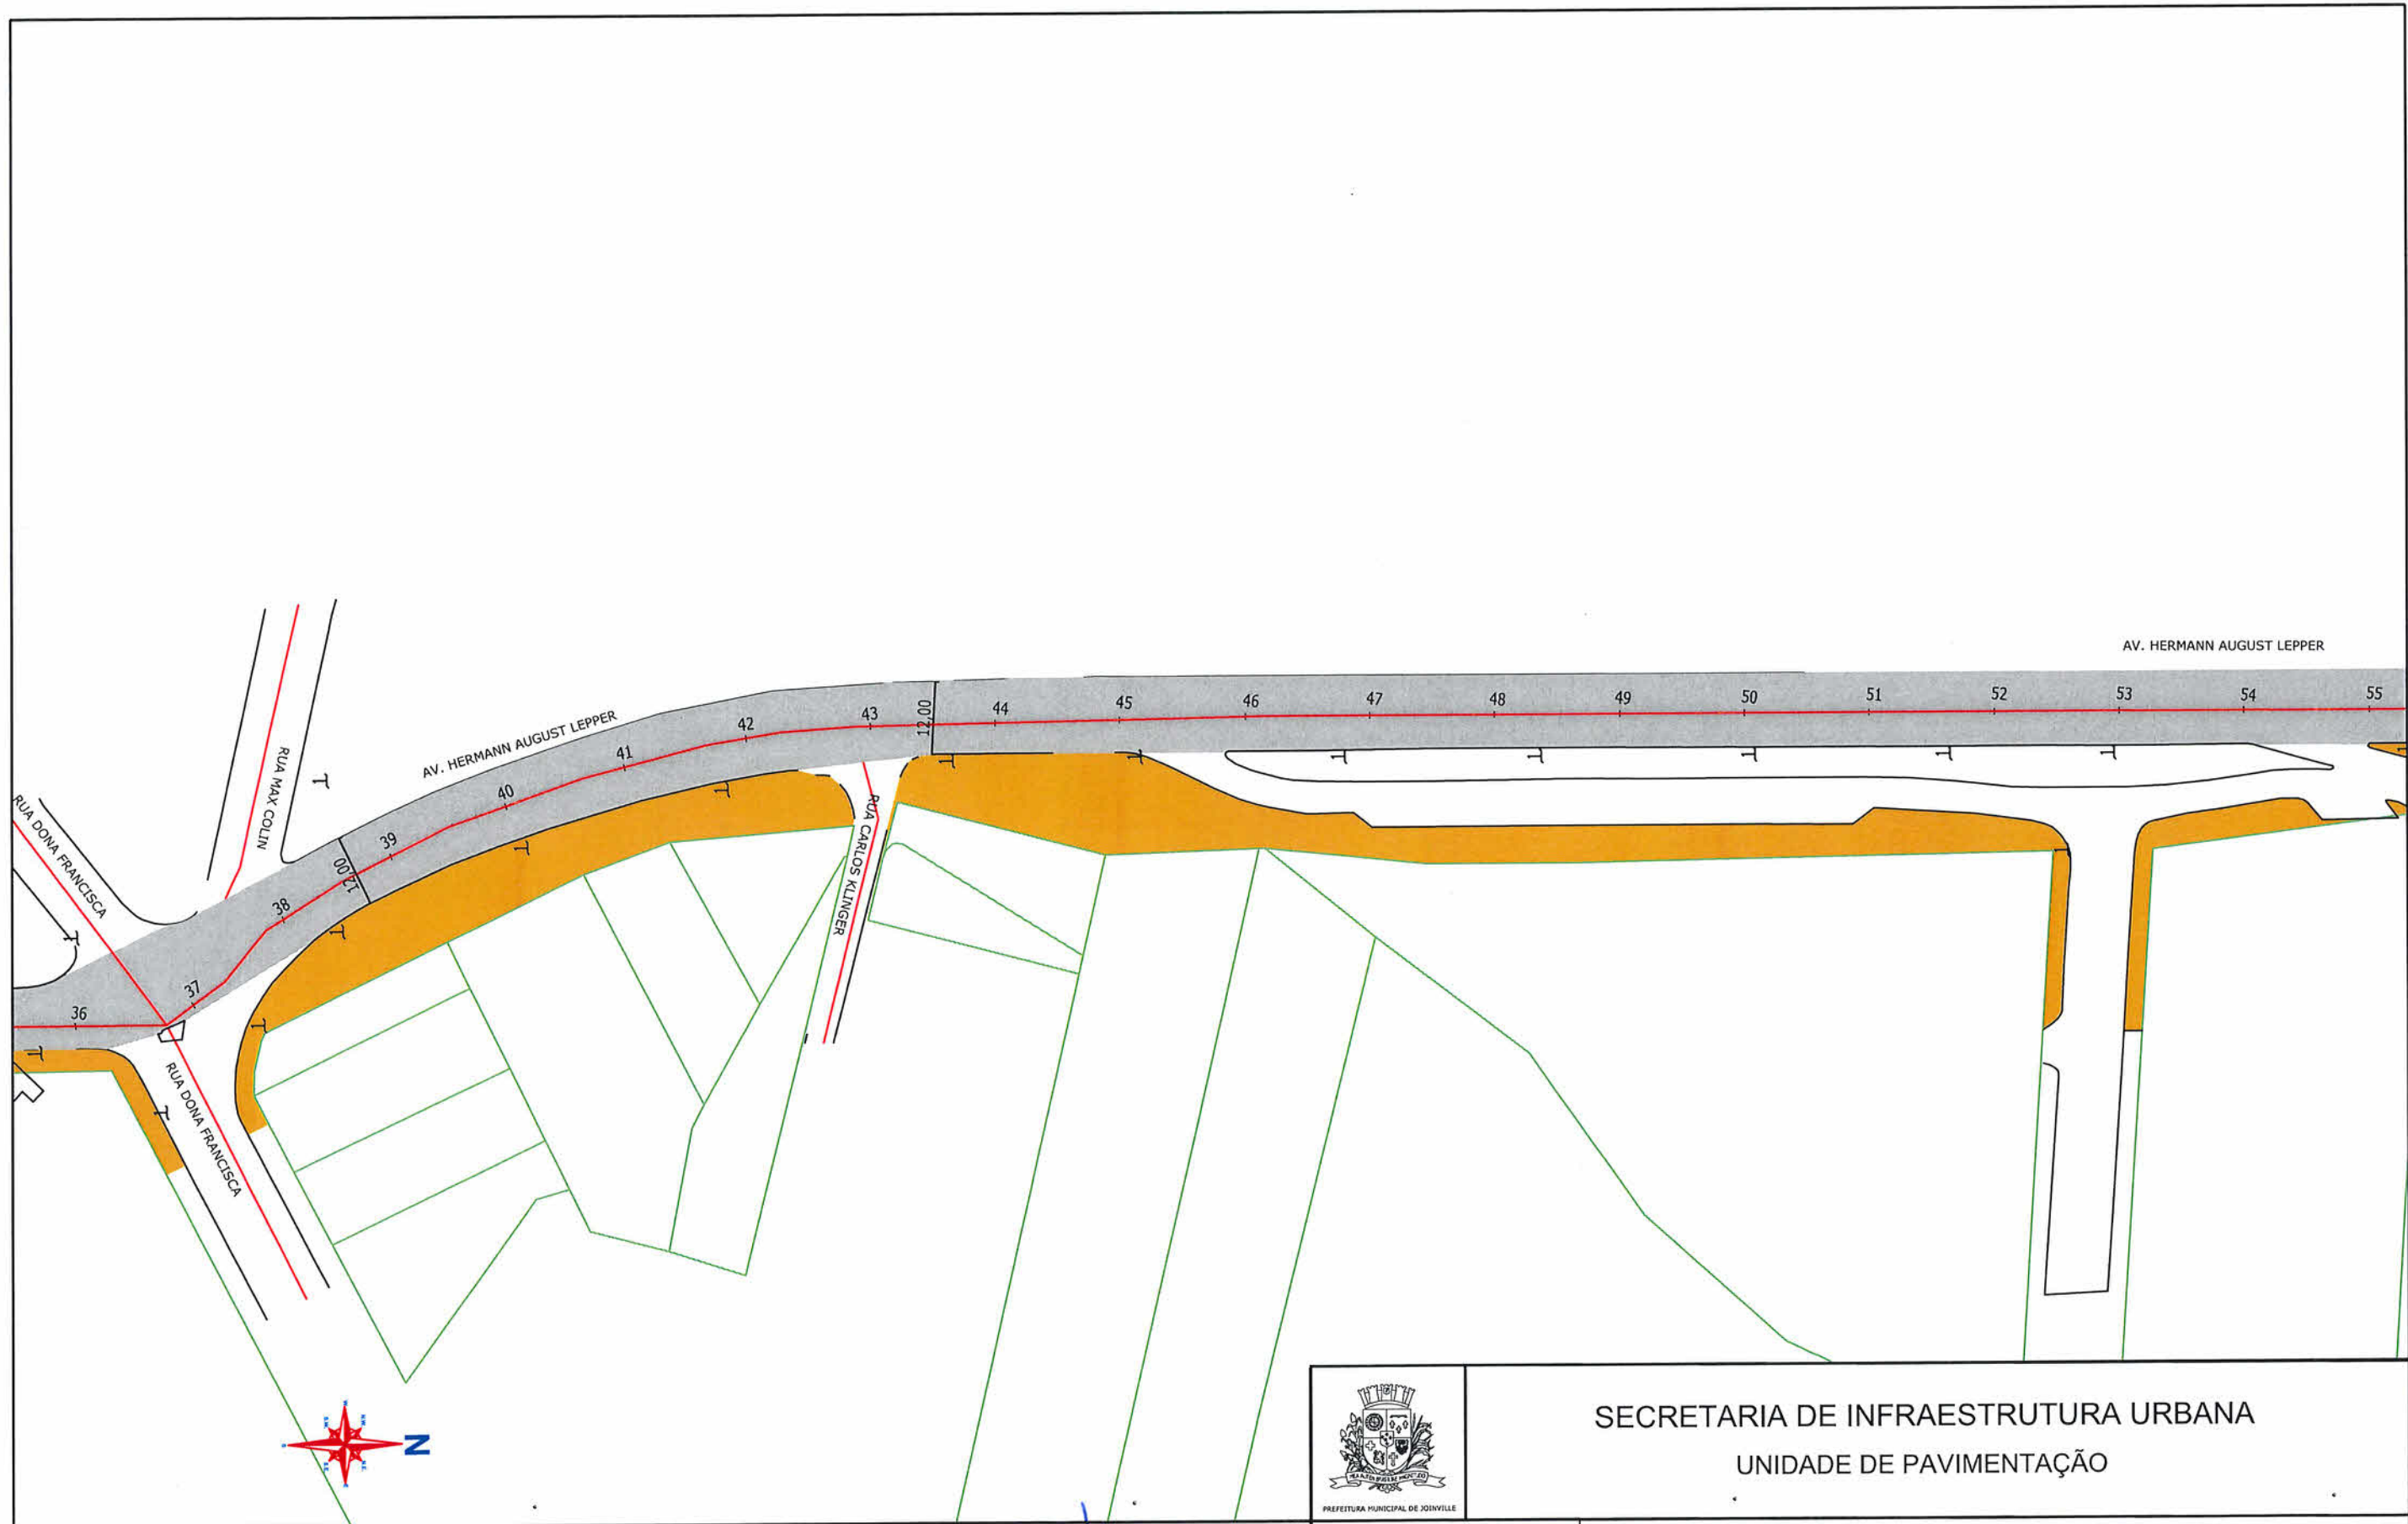 AV. HERMANN AUGUST LEPPER
36
37
38
39
40
41
42
43
44
45
46
47
48
49
50
51
52
53
54
55
12,00
12,00
AV. HERMANN AUGUST LEPPER
RUA MAX COLIN
RUA DONA FRANCISCA
RUA DONA FRANCISCA
RUA CARLOS KLINGER
N
SECRETARIA DE INFRAESTRUTURA URBANA
UNIDADE DE PAVIMENTAÇÃO
PREFEITURA MUNICIPAL DE JOINVILLE